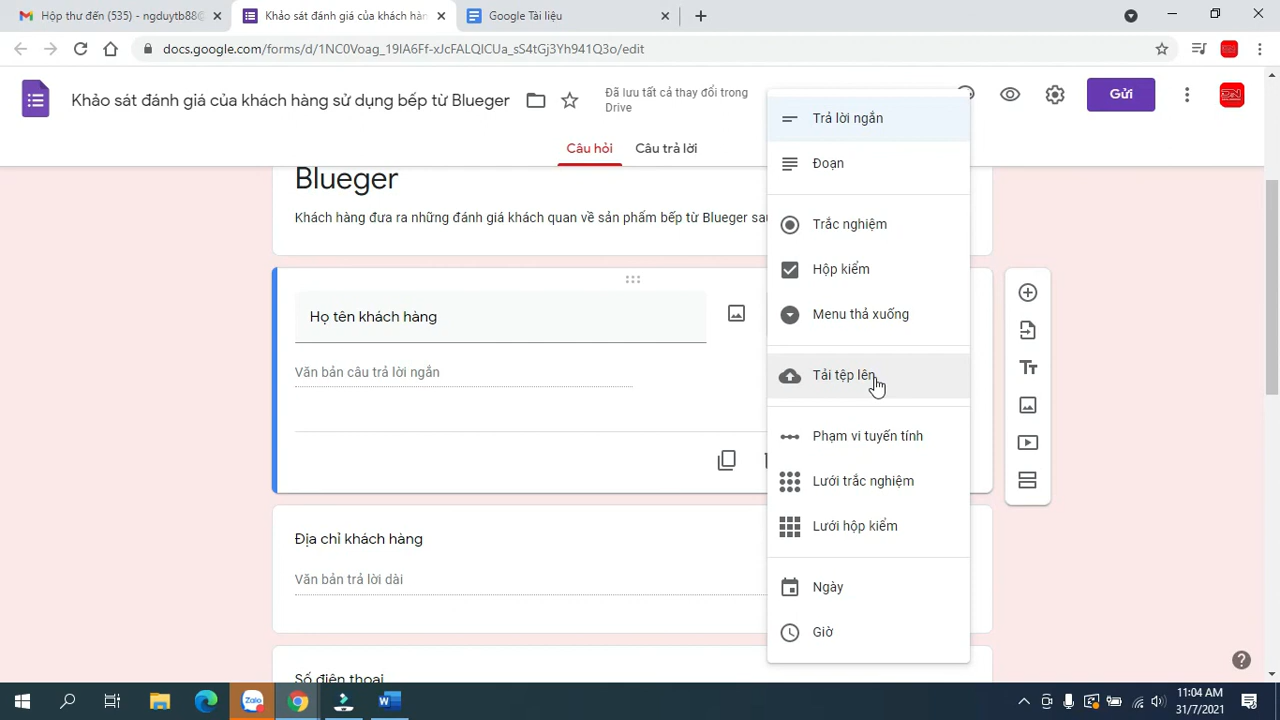 Hộp thư đến (535) - ngduytb88@
Khảo sát đánh giá của khách hàn
Google Tài liệu
docs.google.com/forms/d/1NC0Voag_19IA6Ff-xJcFALQICUa_sS4tGj3Yh941Q3o/edit
Khảo sát đánh giá của khách hàng sử dụng bếp từ Blueger
Đã lưu tất cả thay đổi trong
Drive
Gửi
Câu hỏi
Câu trả lời
Blueger
Khách hàng đưa ra những đánh giá khách quan về sản phẩm bếp từ Blueger sau
Họ tên khách hàng
Văn bản câu trả lời ngắn
Địa chỉ khách hàng
Văn bản trả lời dài
Số điện thoại
Trả lời ngắn
Đoạn
Trắc nghiệm
Hộp kiểm
Menu thả xuống
Tải tệp lên
Phạm vi tuyến tính
Lưới trắc nghiệm
Lưới hộp kiểm
Ngày
Giờ
Zalo
11:04 AM
31/7/2021